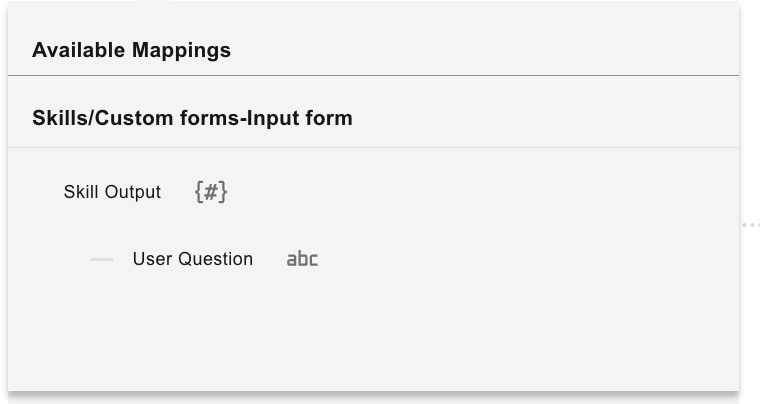 Available Mappings
Skills/Custom forms-Input form
Skill Output {#}
User Question abc